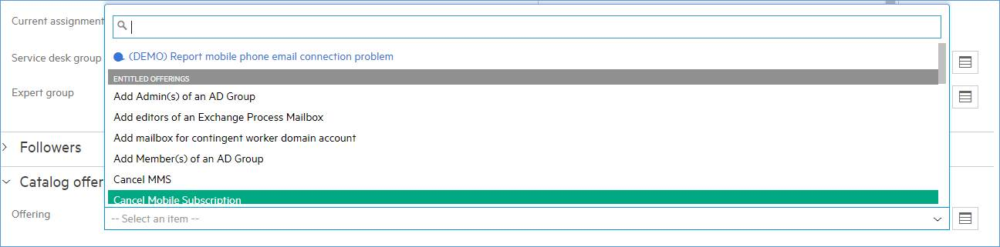 Current assignment
(DEMO) Report mobile phone email connection problem
Service desk group
ENTITLED OFFERINGS
Expert group
Add Admin(s) of an AD Group
Add editors of an Exchange Process Mailbox
Add mailbox for contingent worker domain account
Followers
Add Member(s) of an AD Group
Cancel MMS
Catalog offer
Cancel Mobile Subscription
Offering
-- Select an item --